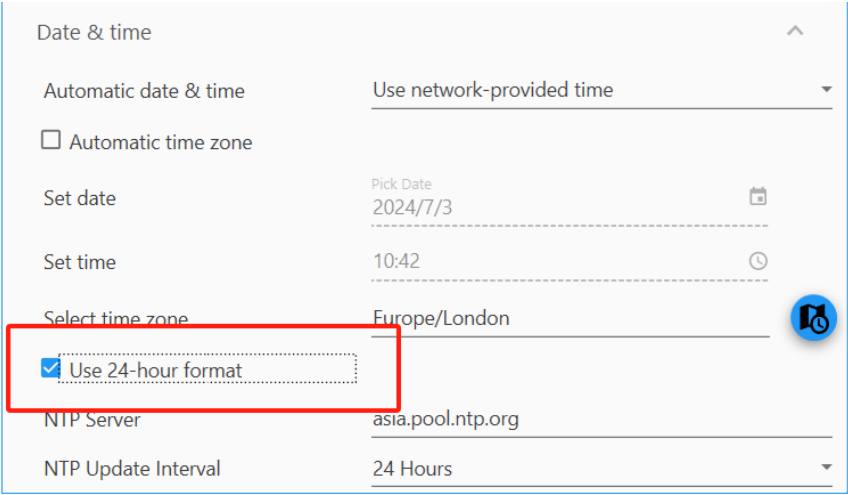 Date & time
Automatic date & time Use network-provided time
Automatic time zone
Pick Date
Set date 2024/7/3
Set time 10:42
Select time zone Europe/London
Use 24-hour format
NTP Server asia.pool.ntp.org
NTP Update Interval 24 Hours